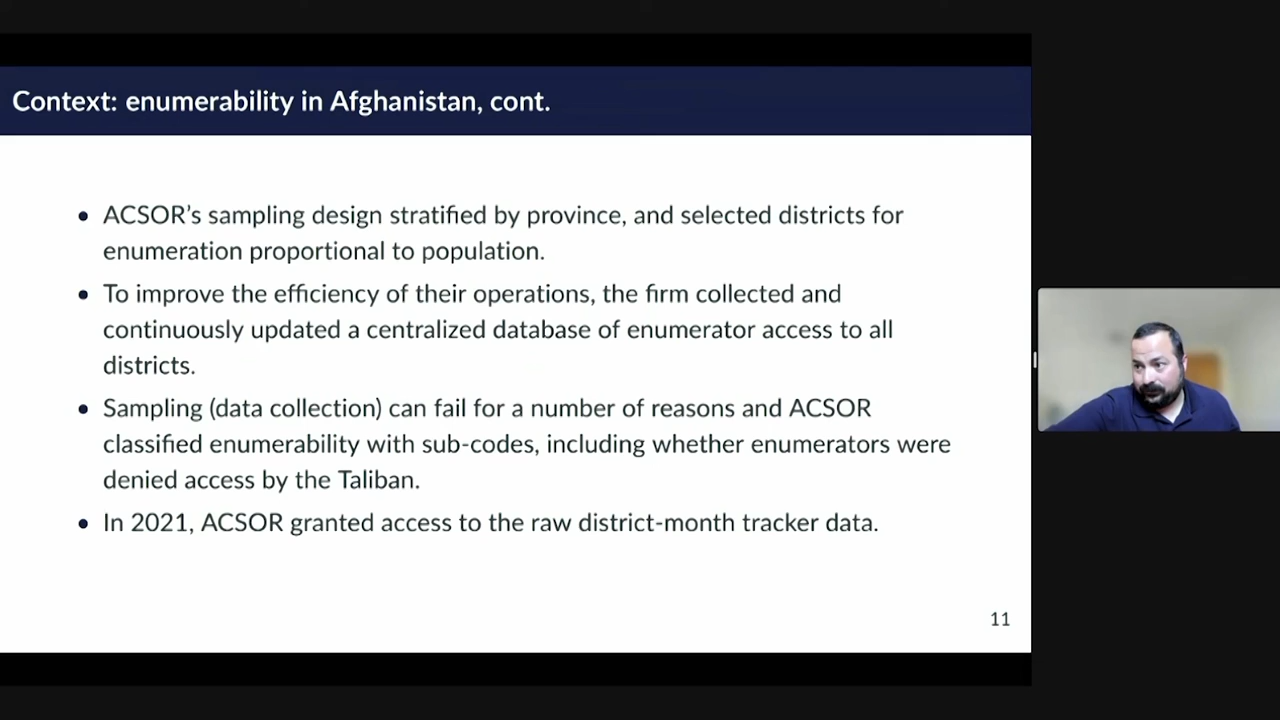 Context: enumerability in Afghanistan, cont.
• ACSOR’s sampling design stratified by province, and selected districts for
enumeration proportional to population.
• To improve the efficiency of their operations, the firm collected and
continuously updated a centralized database of enumerator access to all
districts.
• Sampling (data collection) can fail for a number of reasons and ACSOR
classified enumerability with sub-codes, including whether enumerators were
denied access by the Taliban.
• In 2021, ACSOR granted access to the raw district-month tracker data.
11